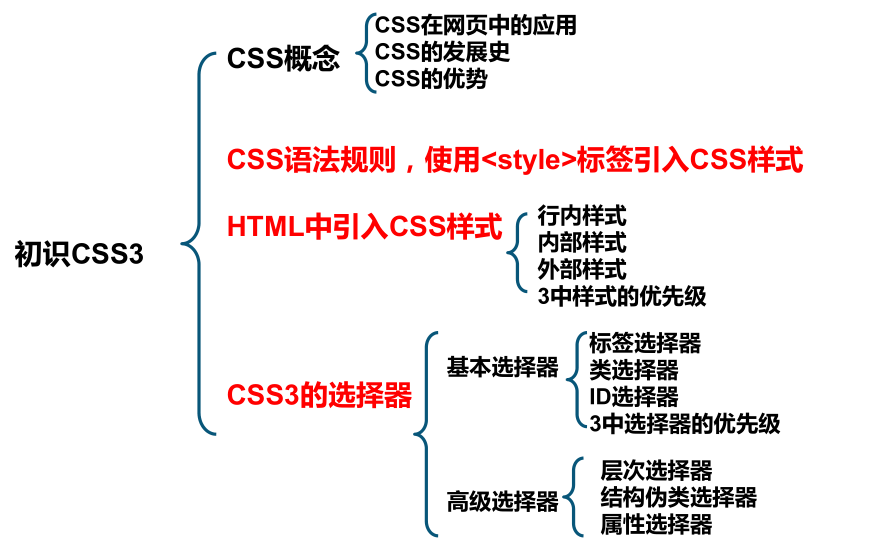 初识CSS3
CSS概念
CSS在网页中的应用
CSS的发展史
CSS的优势
CSS语法规则，使用<style>标签引入CSS样式
HTML中引入CSS样式
行内样式
内部样式
外部样式
3中样式的优先级
CSS3的选择器
基本选择器
标签选择器
类选择器
ID选择器
3中选择器的优先级
高级选择器
层次选择器
结构伪类选择器
属性选择器